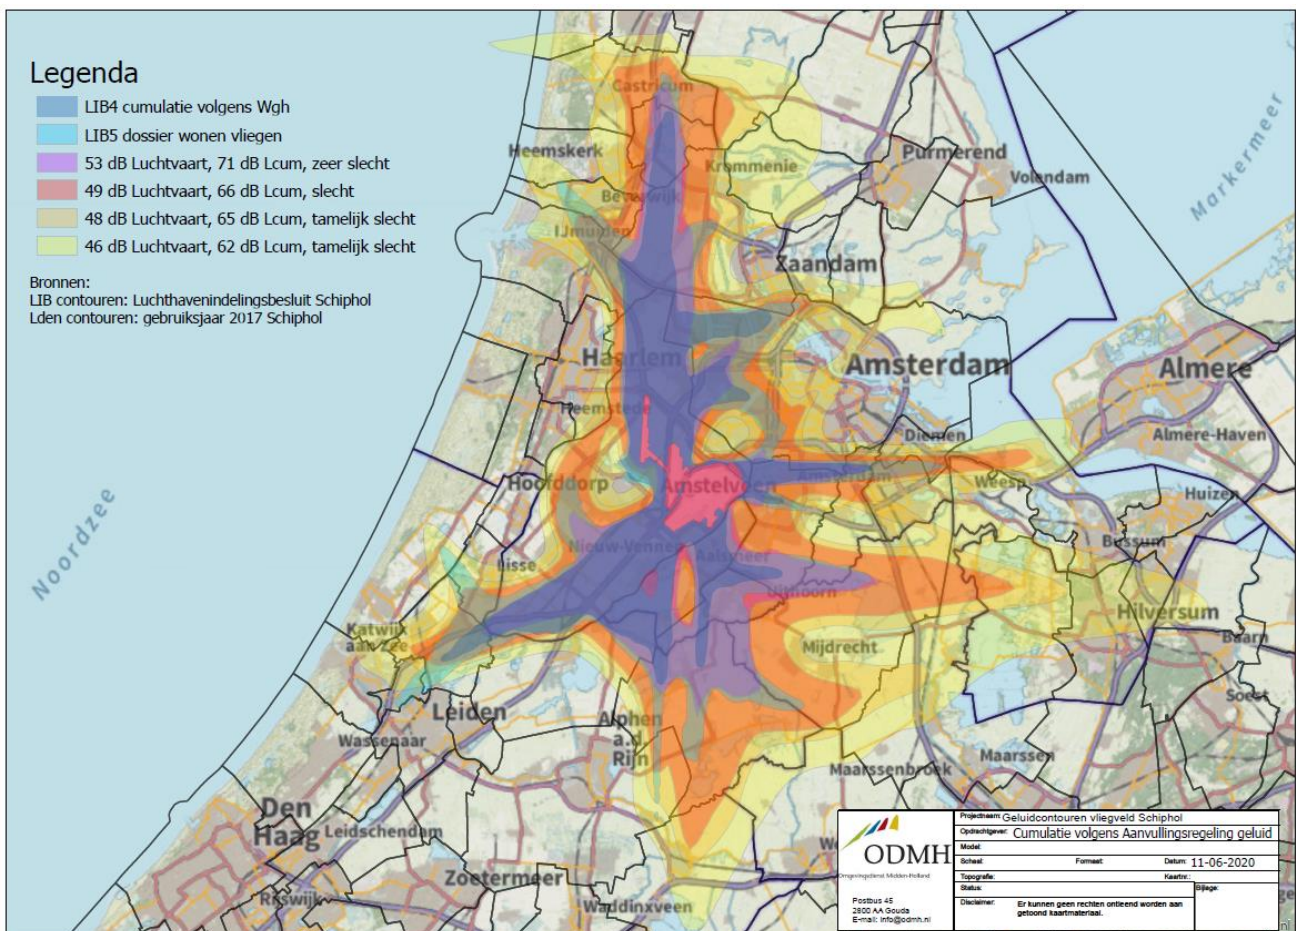 Legenda
LIB4 cumulatie volgens Wgh
LIB5 dossier wonen vliegen
53 dB Luchtvaart, 71 dB Lcum, zeer slecht
49 dB Luchtvaart, 66 dB Lcum, slecht
48 dB Luchtvaart, 65 dB Lcum, tamelijk slecht
46 dB Luchtvaart, 62 dB Lcum, tamelijk slecht
Bronnen:
LIB contouren: Luchthavenindelingsbesluit Schiphol
Lden contouren: gebruiksjaar 2017 Schiphol
Castricum
Heemskerk
Krommenie
Purmerend
Volendam
Markermeer
Beverwijk
IJmuiden
Zaandam
Haarlem
Amsterdam
Almere
Heemstede
Diemen
Almere-Haven
Hoofddorp
Amstelveen
Amsterdam
Weesp
Huizen
Noordzee
Bussum
Nieuw-Vennep
Aalsmeer
Lisse
Uithoorn
Hilversum
Katwijk
aan Zee
Mijdrecht
Baarn
Soest
Leiden
Alphen
a.d.
Rijn
Wassenaar
Maarssen
Maarssenbroek
Den
Haag
Leidschendam
Zoetermeer
Rijswijk
Waddinxveen
ODMH
Omgevingsdienst Midden-Holland
Postbus 45
2800 AA Gouda
E-mail: info@odmh.nl
Projectnaam: Geluidcontouren vliegveld Schiphol
Opdrachtgever: Cumulatie volgens Aanvullingsregeling geluid
Model:
Schaal: Formaat: Datum: 11-06-2020
Topografie: Kaartnr.:
Status: Bijlage:
Disclaimer: Er kunnen geen rechten ontleend worden aan
getoond kaartmateriaal.